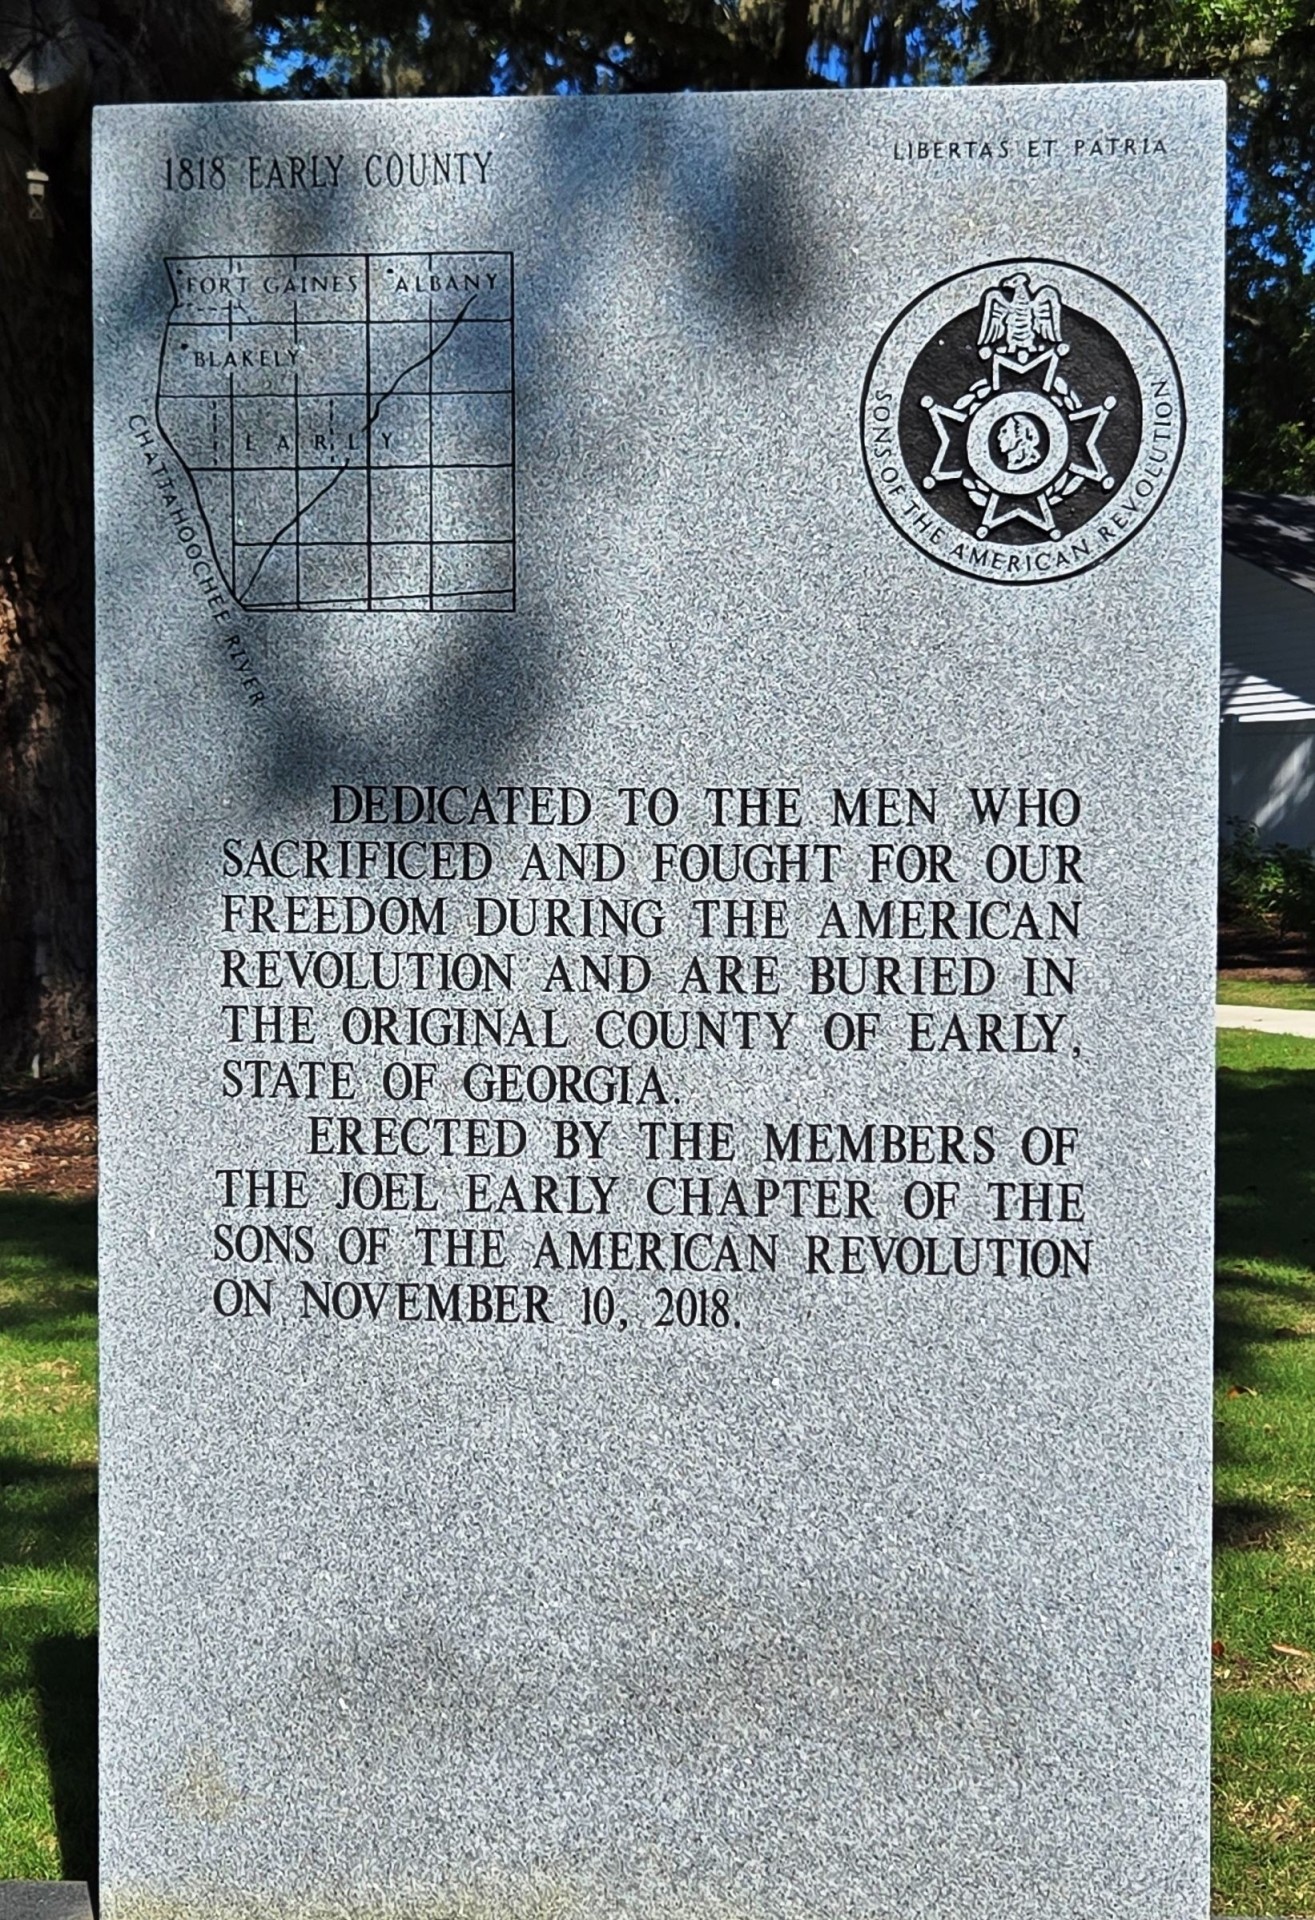 1818 EARLY COUNTY
LIBERTAS ET PATRIA
FORT GAINES
ALBANY
BLAKELY
EARLY
CHATTAHOOCHEE RIVER
SONS OF THE AMERICAN REVOLUTION
DEDICATED TO THE MEN WHO
SACRIFICED AND FOUGHT FOR OUR
FREEDOM DURING THE AMERICAN
REVOLUTION AND ARE BURIED IN
THE ORIGINAL COUNTY OF EARLY,
STATE OF GEORGIA.
ERECTED BY THE MEMBERS OF
THE JOEL EARLY CHAPTER OF THE
SONS OF THE AMERICAN REVOLUTION
ON NOVEMBER 10, 2018.